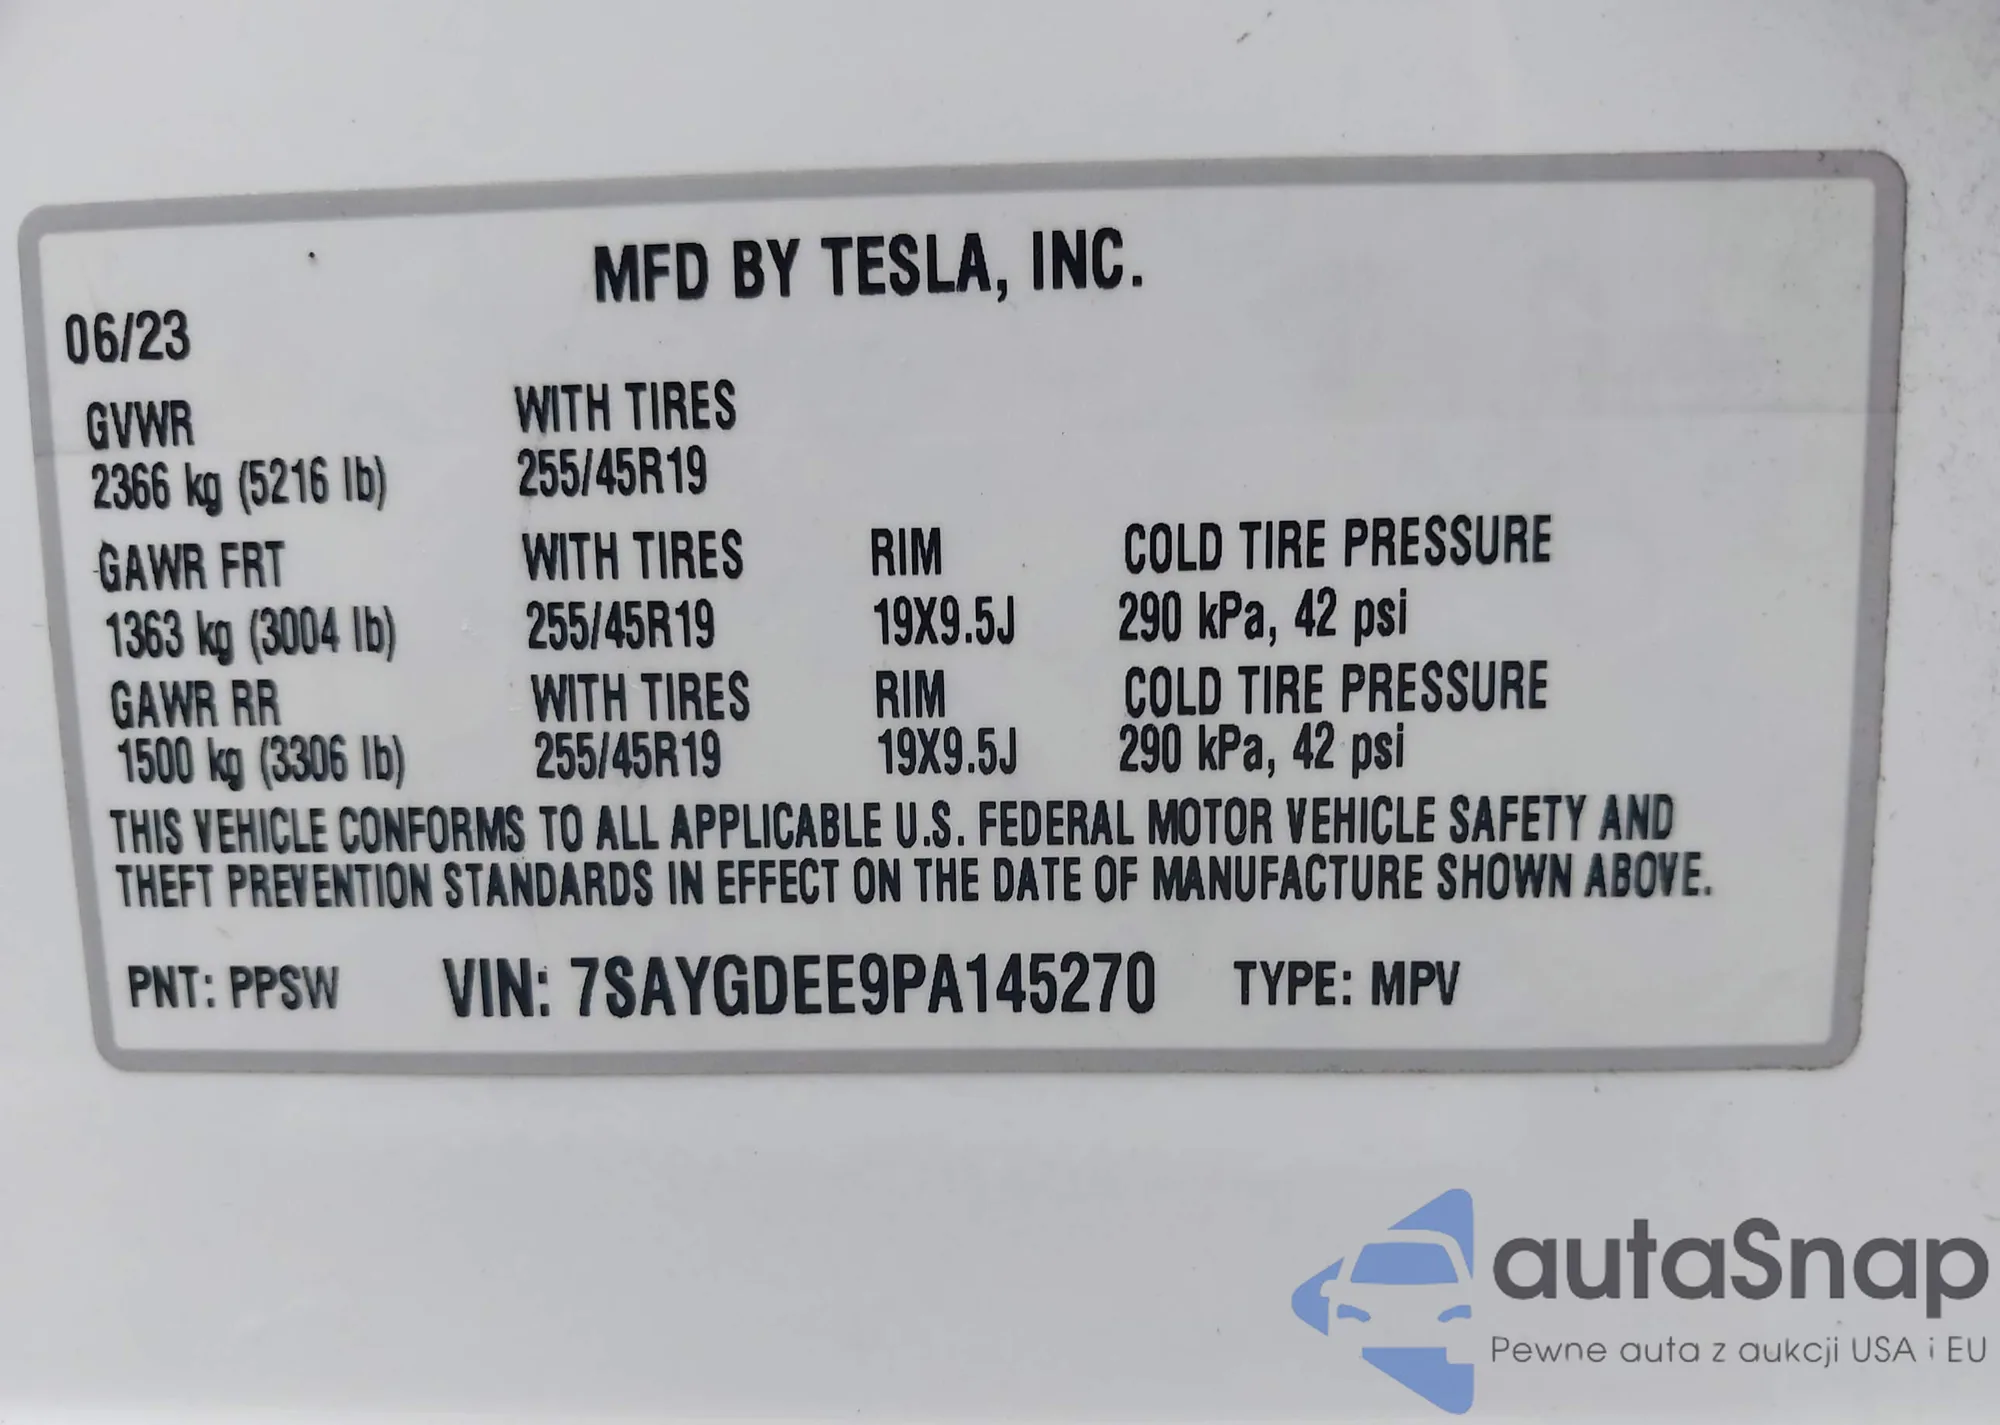 MFD BY TESLA, INC.
06/23
GVWR WITH TIRES
2366 kg (5216 lb) 255/45R19
GAWR FRT WITH TIRES RIM COLD TIRE PRESSURE
1363 kg (3004 lb) 255/45R19 19X9.5J 290 kPa, 42 psi
GAWR RR WITH TIRES RIM COLD TIRE PRESSURE
1500 kg (3306 lb) 255/45R19 19X9.5J 290 kPa, 42 psi
THIS VEHICLE CONFORMS TO ALL APPLICABLE U.S. FEDERAL MOTOR VEHICLE SAFETY AND
THEFT PREVENTION STANDARDS IN EFFECT ON THE DATE OF MANUFACTURE SHOWN ABOVE.
PNT: PPSW VIN: 7SAYGDEE9PA145270 TYPE: MPV
autaSnap
Pewne auta z aukcji USA i EU